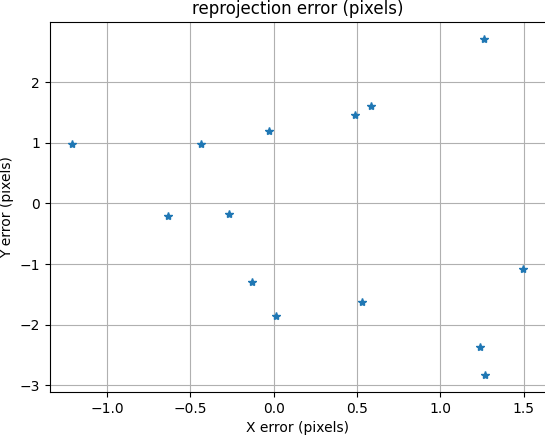 reprojection error (pixels)
Y error (pixels)
2
1
0
−1
−2
−3
−1.0 −0.5 0.0 0.5 1.0 1.5
X error (pixels)